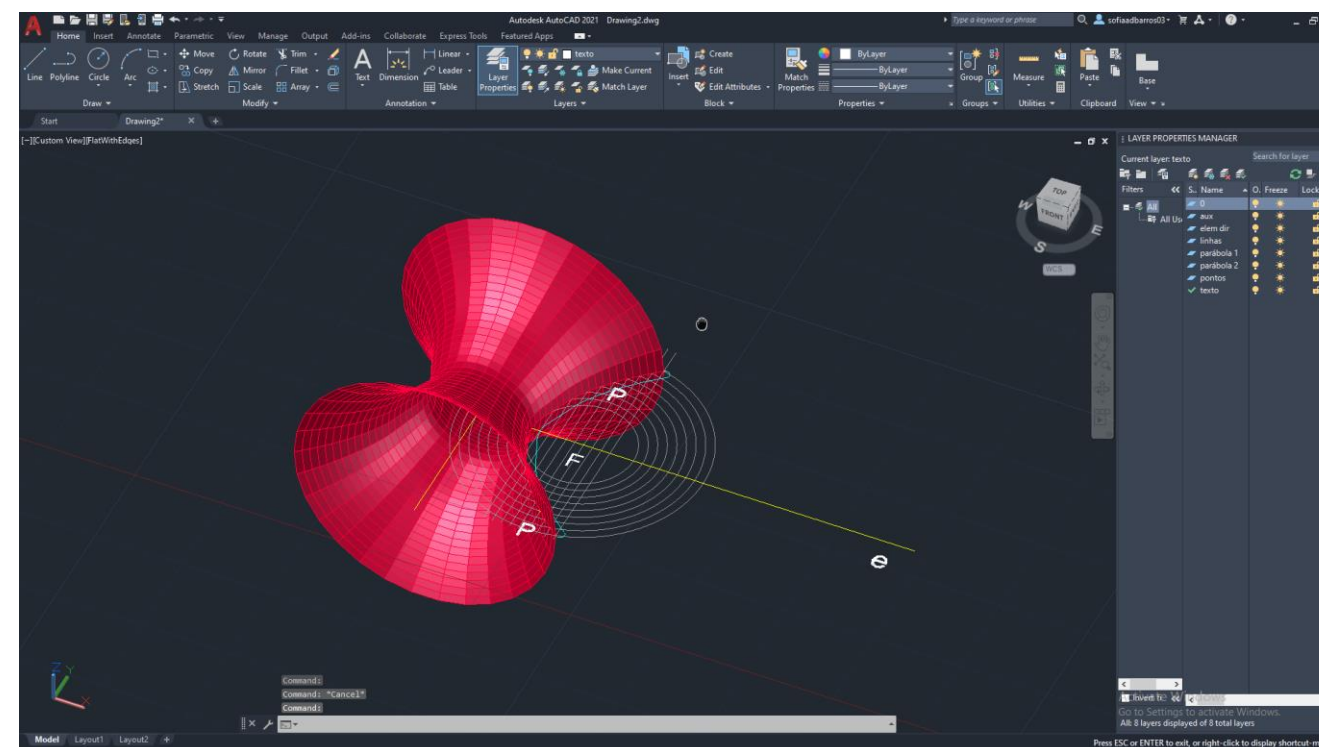 Autodesk AutoCAD 2021 Drawing2.dwg
Type a keyword or phrase
sofiaadbarros03
Home Insert Annotate Parametric View Manage Output Add-ins Collaborate Express Tools Featured Apps
Line Polyline Circle Arc
Move Rotate Trim
Copy Mirror Fillet
Stretch Scale Array
Text Dimension
Linear
Leader
Table
Layer Properties
texto
Make Current
Match Layer
Insert
Create
Edit
Edit Attributes
Match Properties
ByLayer
ByLayer
ByLayer
Group
Measure
Paste
Base
Draw Modify Annotation Layers Block Properties Groups Utilities Clipboard View
Start Drawing2* X +
[−][Custom View][FlatWithEdges]
TOP
FRONT
W
S
E
WCS
P
F
P
e
Z Y
X
LAYER PROPERTIES MANAGER
Current layer: texto
Search for layer
Filters S.. Name O. Freeze Lock
All
All Us
0
aux
elem dir
linhas
parábola 1
parábola 2
pontos
texto
Command:
Command: *Cancel*
Command:
Go to Settings to activate Windows.
All: 8 layers displayed of 8 total layers
Model Layout1 Layout2 +
Press ESC or ENTER to exit, or right-click to display shortcut-m